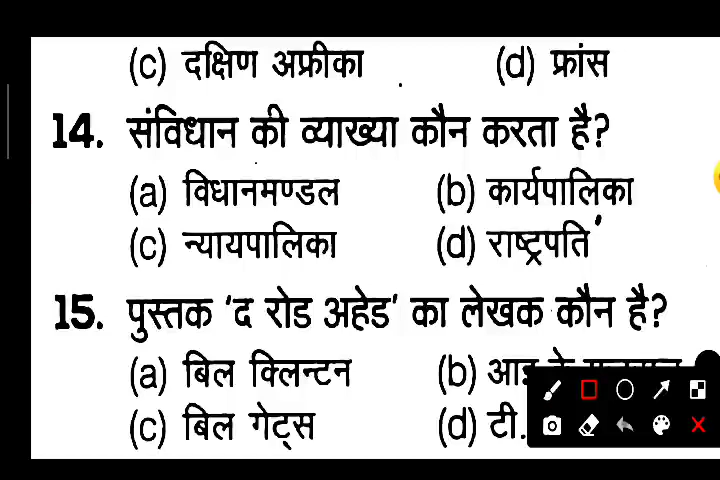 (c) दक्षिण अफ्रीका (d) फ्रांस
14. संविधान की व्याख्या कौन करता है?
(a) विधानमण्डल (b) कार्यपालिका
(c) न्यायपालिका (d) राष्ट्रपति
15. पुस्तक 'द रोड अहेड' का लेखक कौन है?
(a) बिल क्लिन्टन (b)
(c) बिल गेट्स (d) टी.